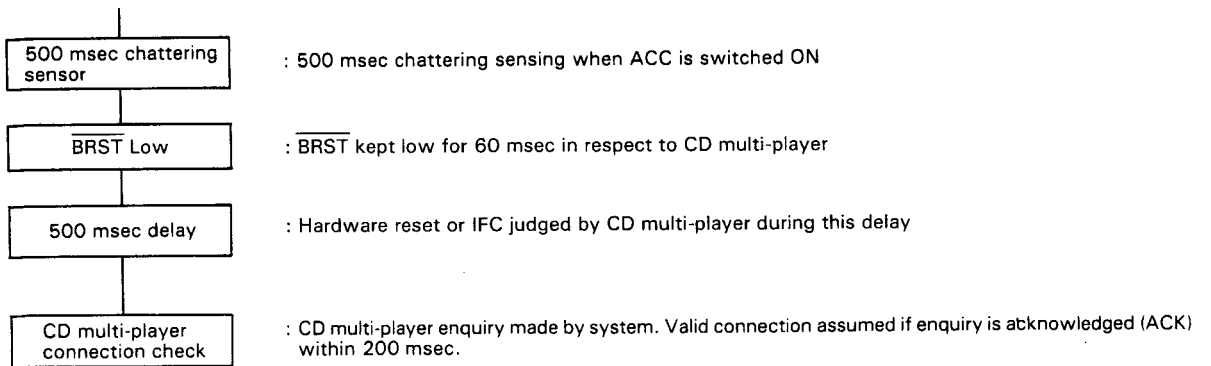 500 msec chattering
sensor
: 500 msec chattering sensing when ACC is switched ON
B̅R̅S̅T̅ Low
: B̅R̅S̅T̅ kept low for 60 msec in respect to CD multi-player
500 msec delay
: Hardware reset or IFC judged by CD multi-player during this delay
CD multi-player
connection check
: CD multi-player enquiry made by system. Valid connection assumed if enquiry is acknowledged (ACK)
within 200 msec.